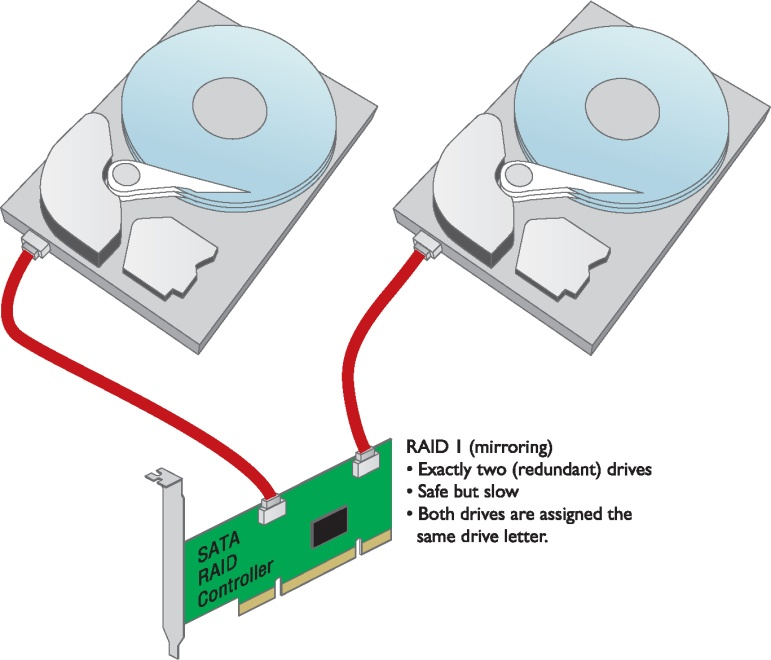 RAID 1 (mirroring)
• Exactly two (redundant) drives
• Safe but slow
• Both drives are assigned the
same drive letter.
SATA
RAID
Controller